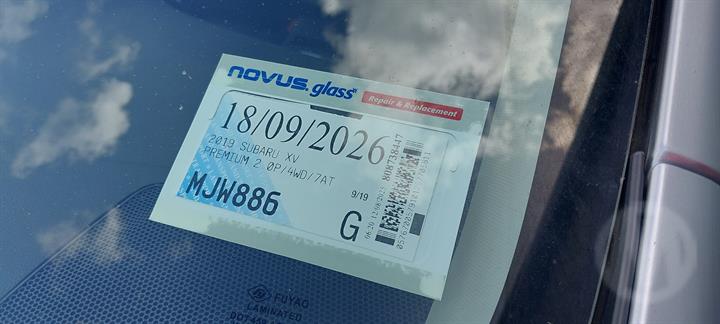 novus.glass
Repair & Replacement
18/09/2026
2019 SUBARU XV
PREMIUM 2.0P/4WD/7AT
MJW886
9/19
G
FUYAO
LAMINATED